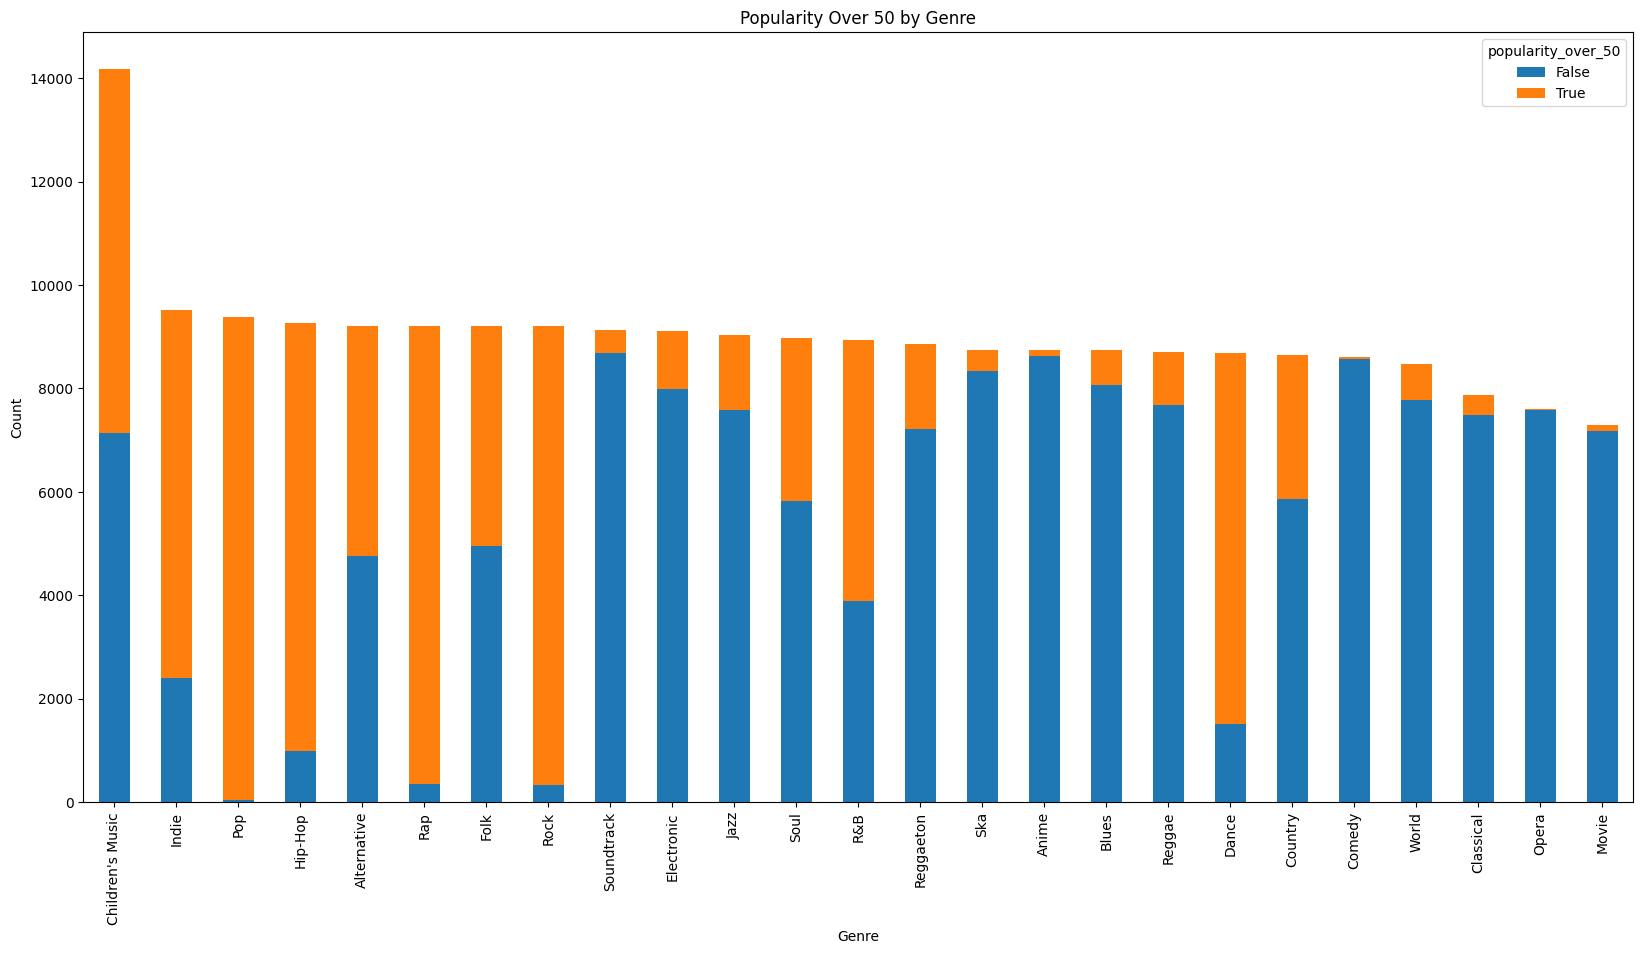 Popularity Over 50 by Genre
popularity_over_50
False
True
14000
12000
10000
8000
6000
4000
2000
0
Count
Children's Music
Indie
Pop
Hip-Hop
Alternative
Rap
Folk
Rock
Soundtrack
Electronic
Jazz
Soul
R&B
Reggaeton
Ska
Anime
Blues
Reggae
Dance
Country
Comedy
World
Classical
Opera
Movie
Genre